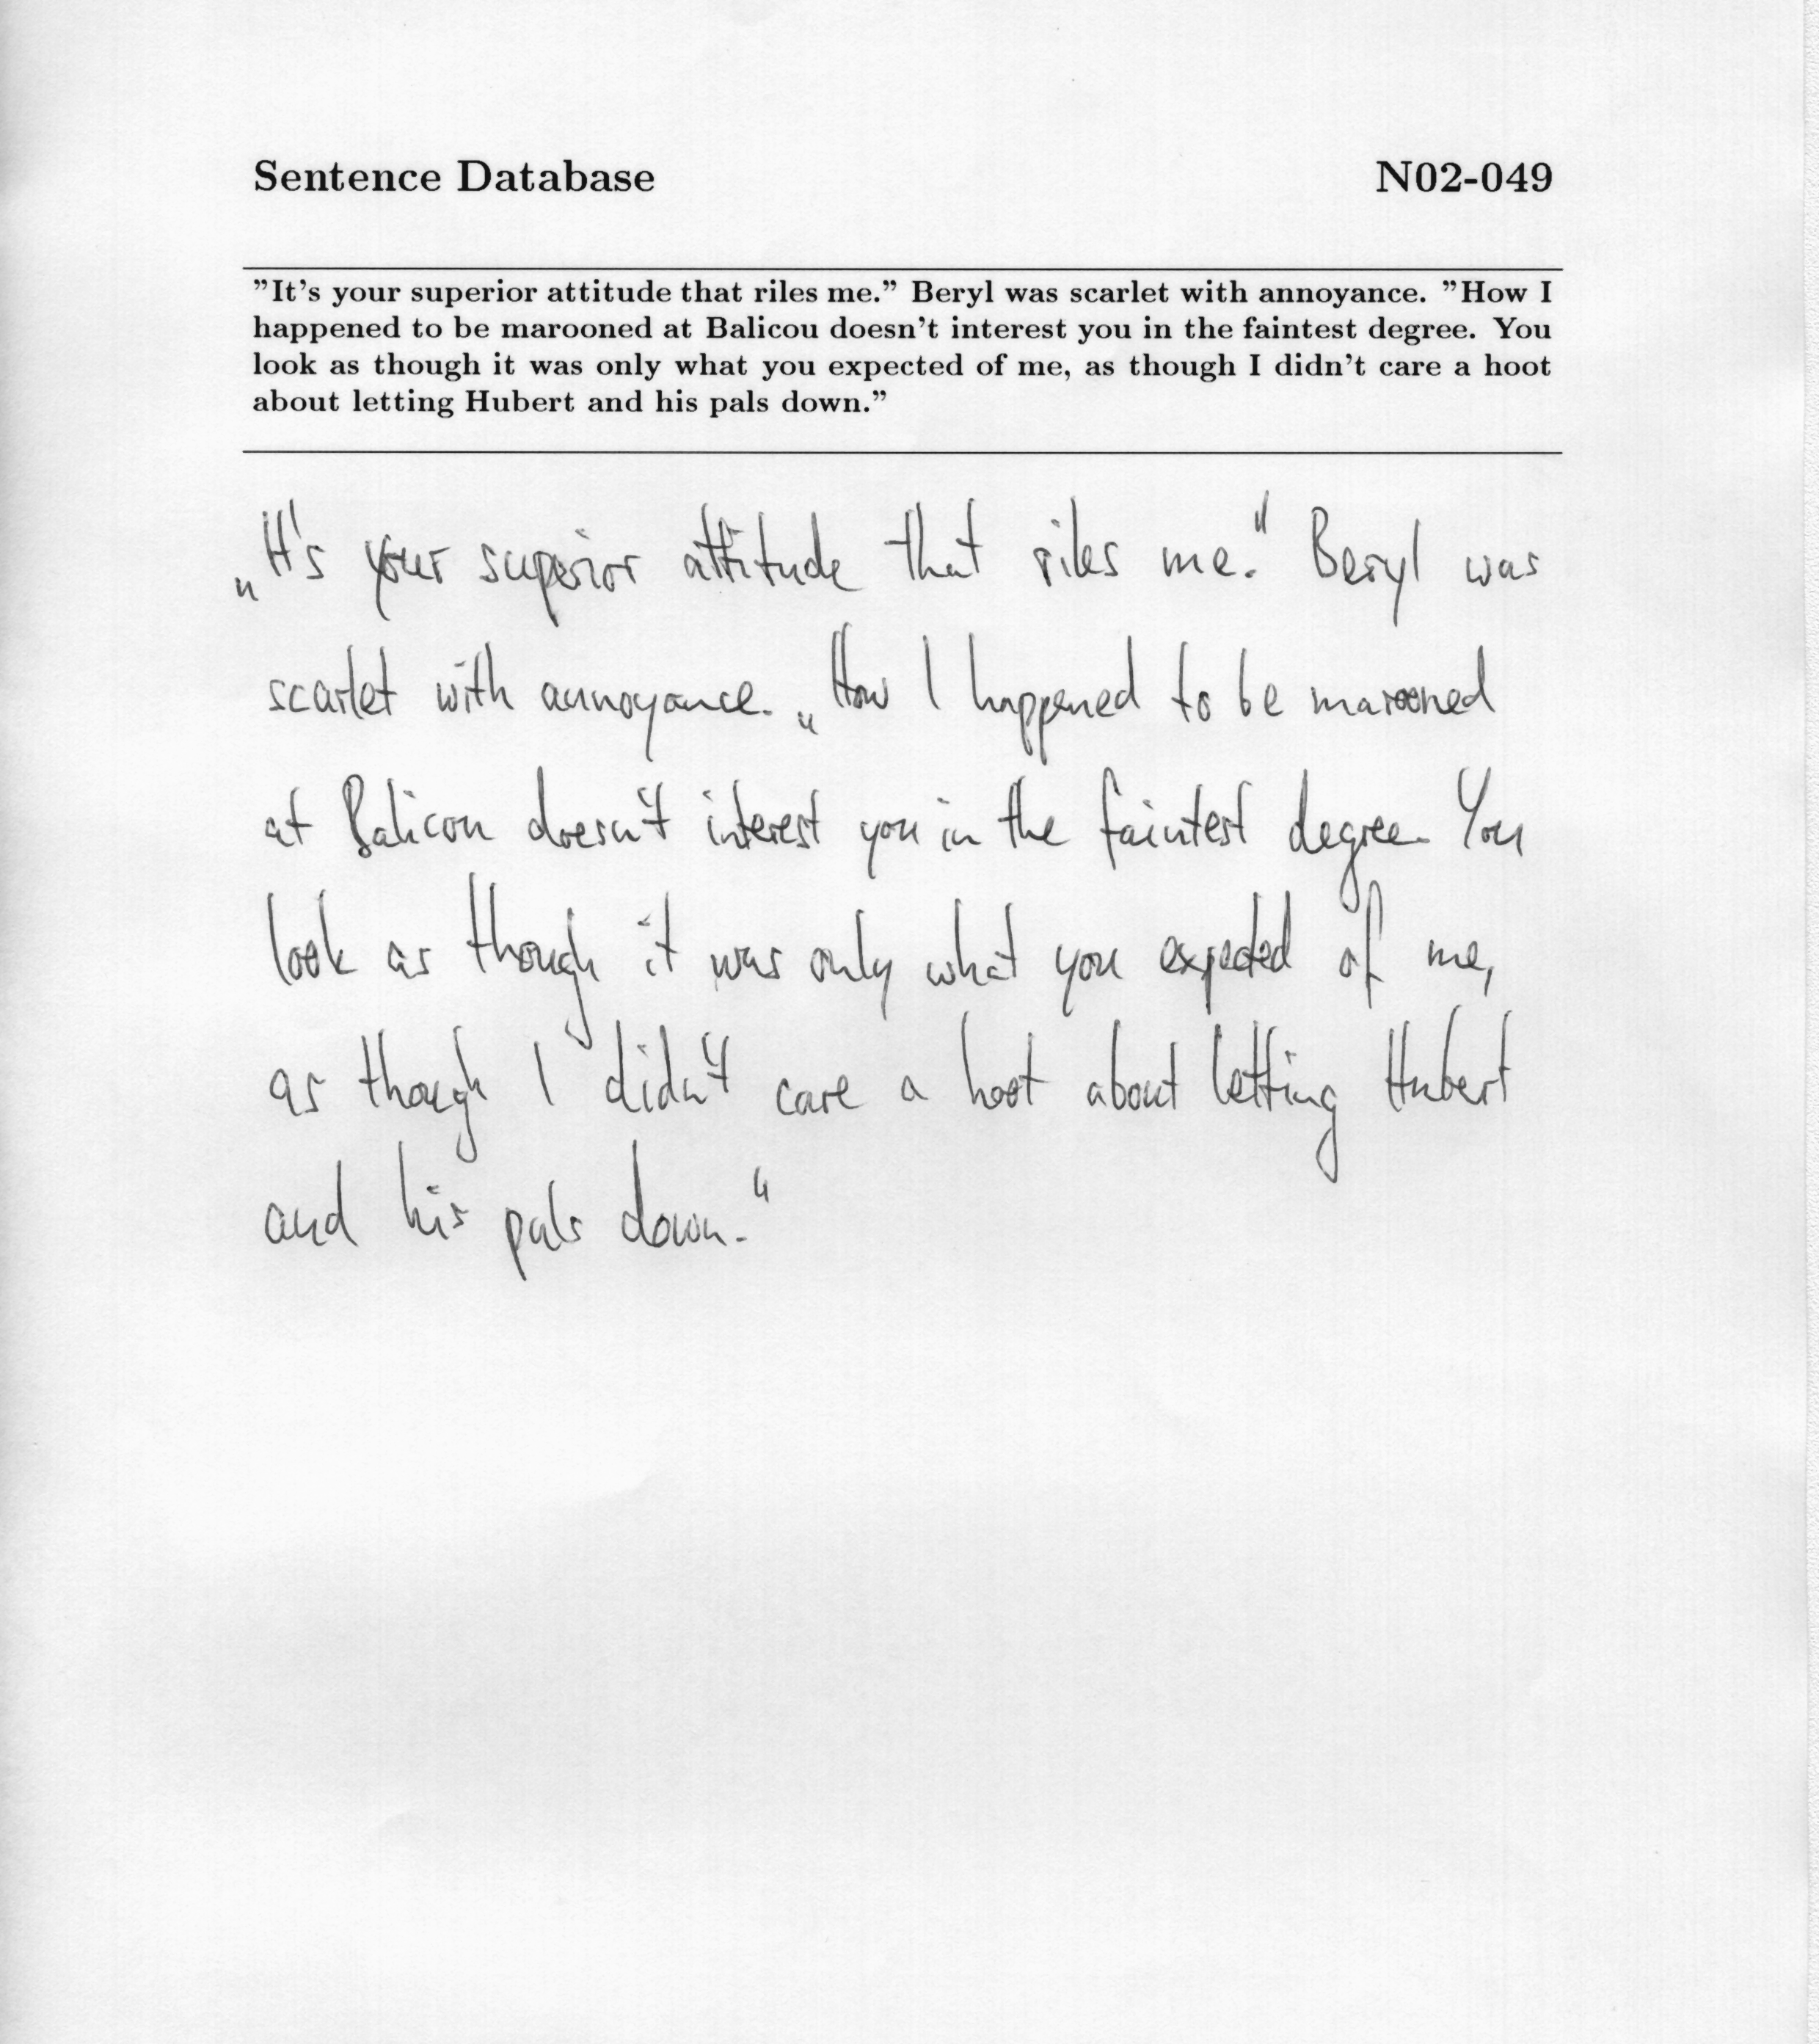 Sentence Database N02-049
”It's your superior attitude that riles me.” Beryl was scarlet with annoyance. ”How I
happened to be marooned at Balicou doesn't interest you in the faintest degree. You
look as though it was only what you expected of me, as though I didn't care a hoot
about letting Hubert and his pals down.”
„It's your superior attitude that riles me." Beryl was
scarlet with annoyance. „How I happened to be marooned
at Balicou doesn't interest you in the faintest degree. You
look as though it was only what you expected of me,
as though I didn't care a hoot about letting Hubert
and his pals down.“